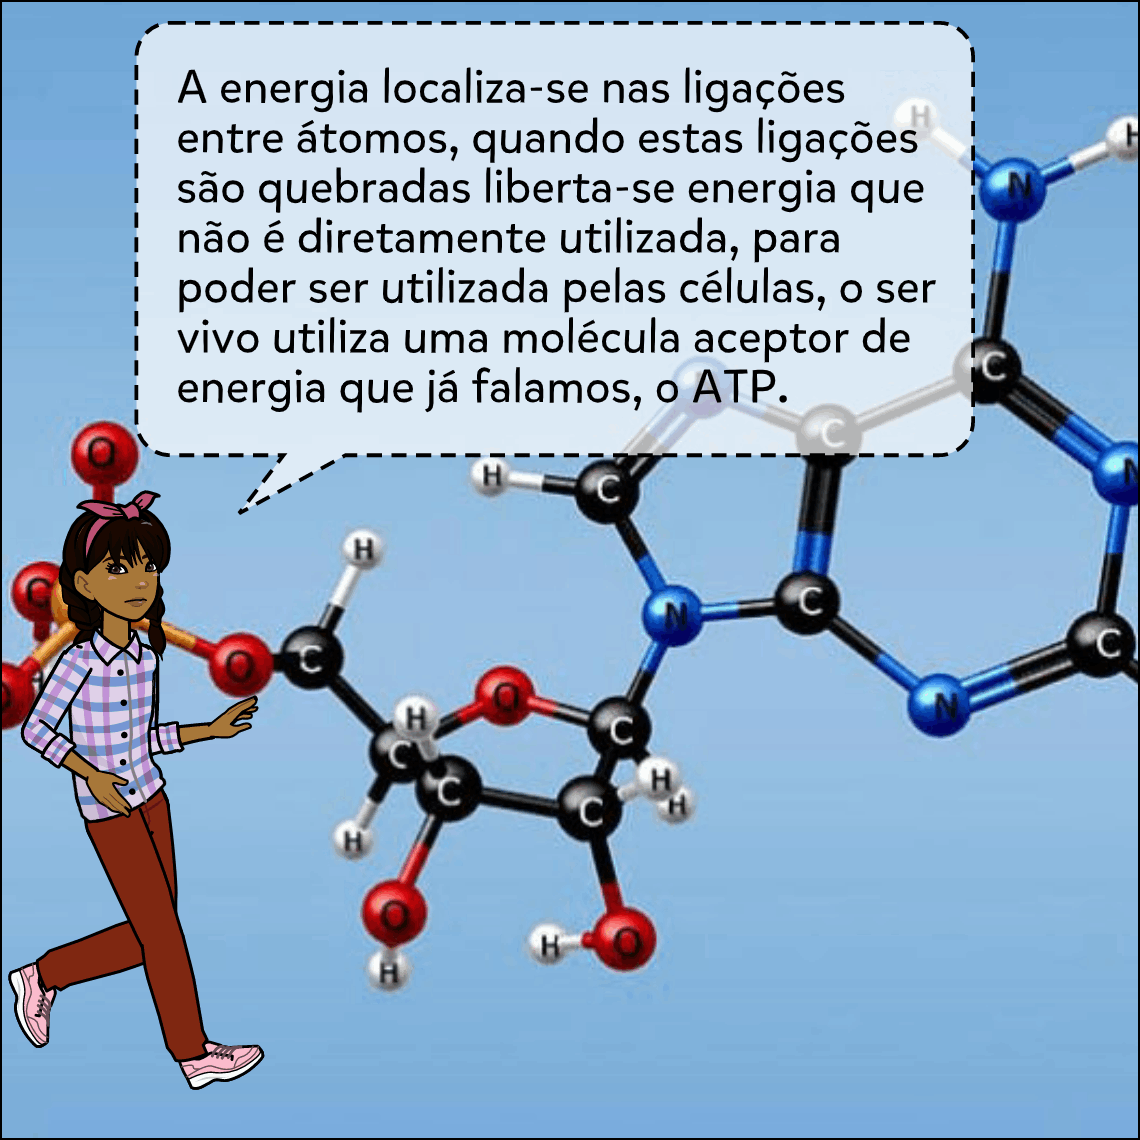 A energia localiza-se nas ligações
entre átomos, quando estas ligações
são quebradas liberta-se energia que
não é diretamente utilizada, para
poder ser utilizada pelas células, o ser
vivo utiliza uma molécula aceptor de
energia que já falamos, o ATP.
H
H
N
C
C
N
O
H
C
H
N
C
C
O
O
C
N
O
H
O
C
C
H
C
H
C
H
O
H
O
H